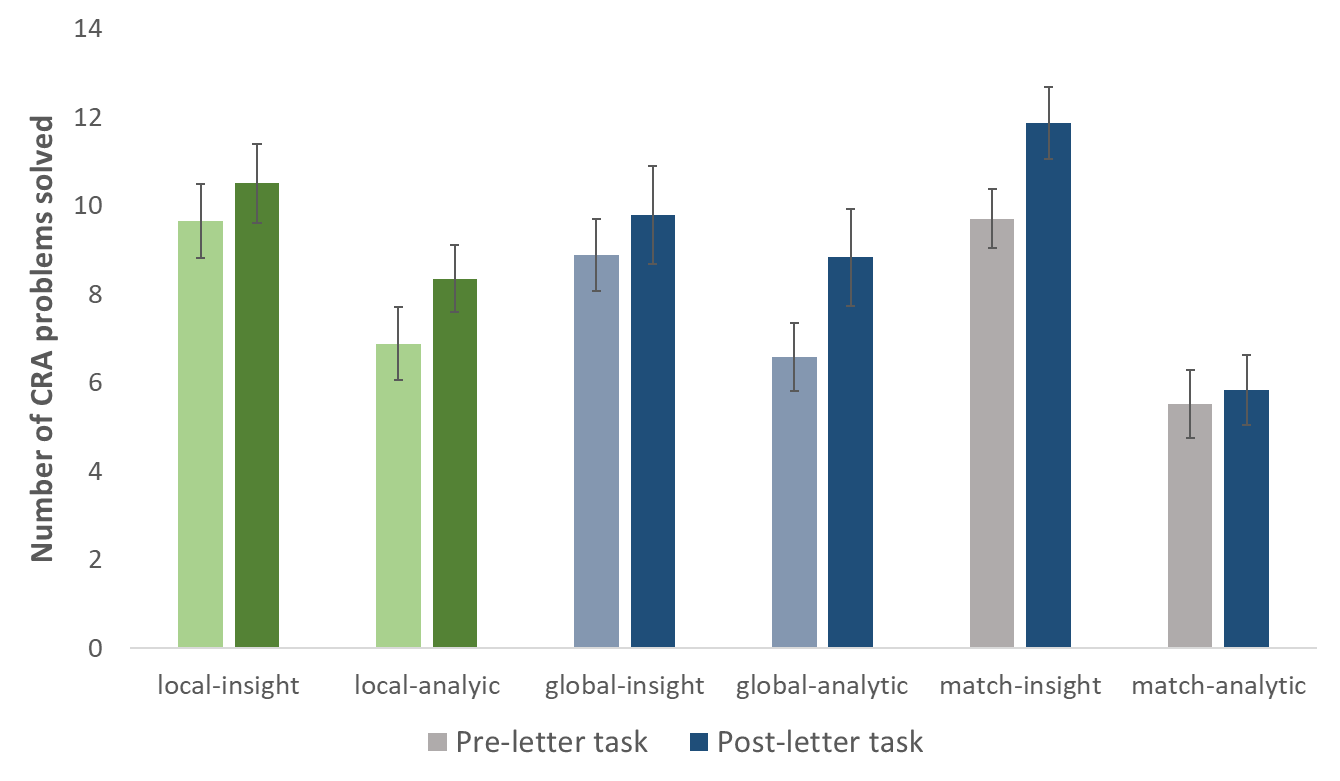 Number of CRA problems solved
14
12
10
8
6
4
2
0
local-insight local-analyic global-insight global-analytic match-insight match-analytic
Pre-letter task Post-letter task